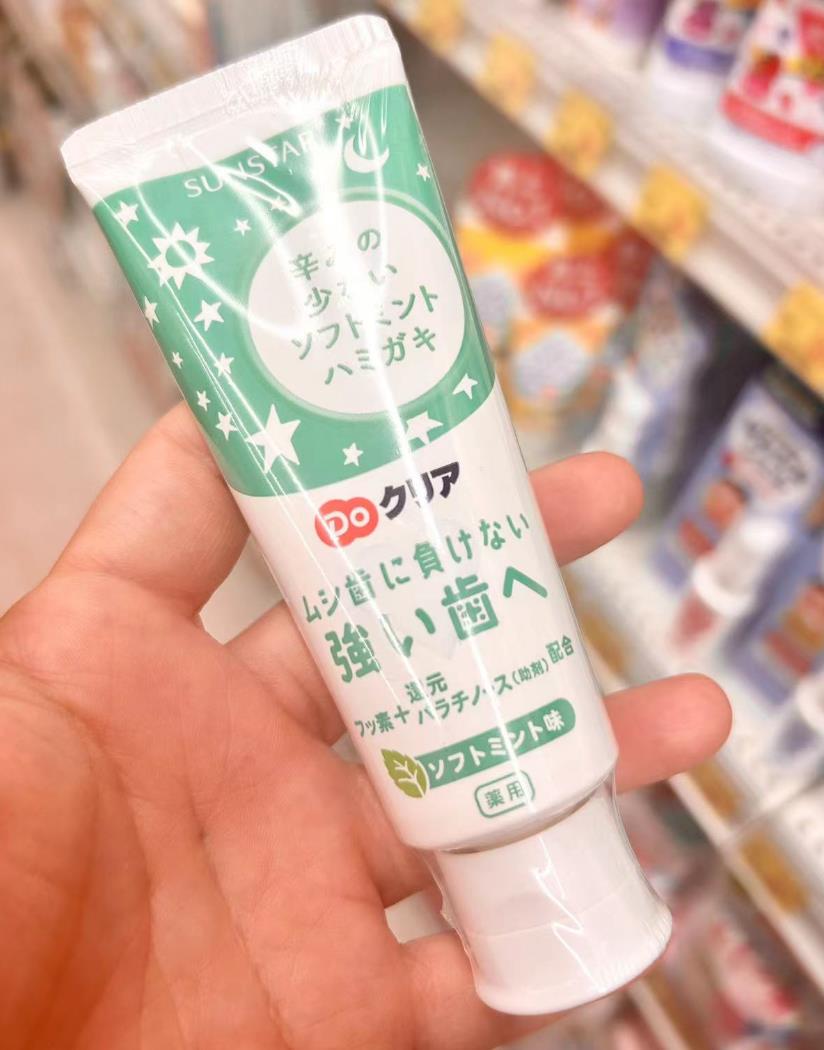 SUNSTAR
辛みの
少ない
ソフトミント
ハミガキ
Do クリア
ムシ歯に負けない
強い歯へ
フッ素+還元パラチノース(助剤)配合
ソフトミント味
薬用